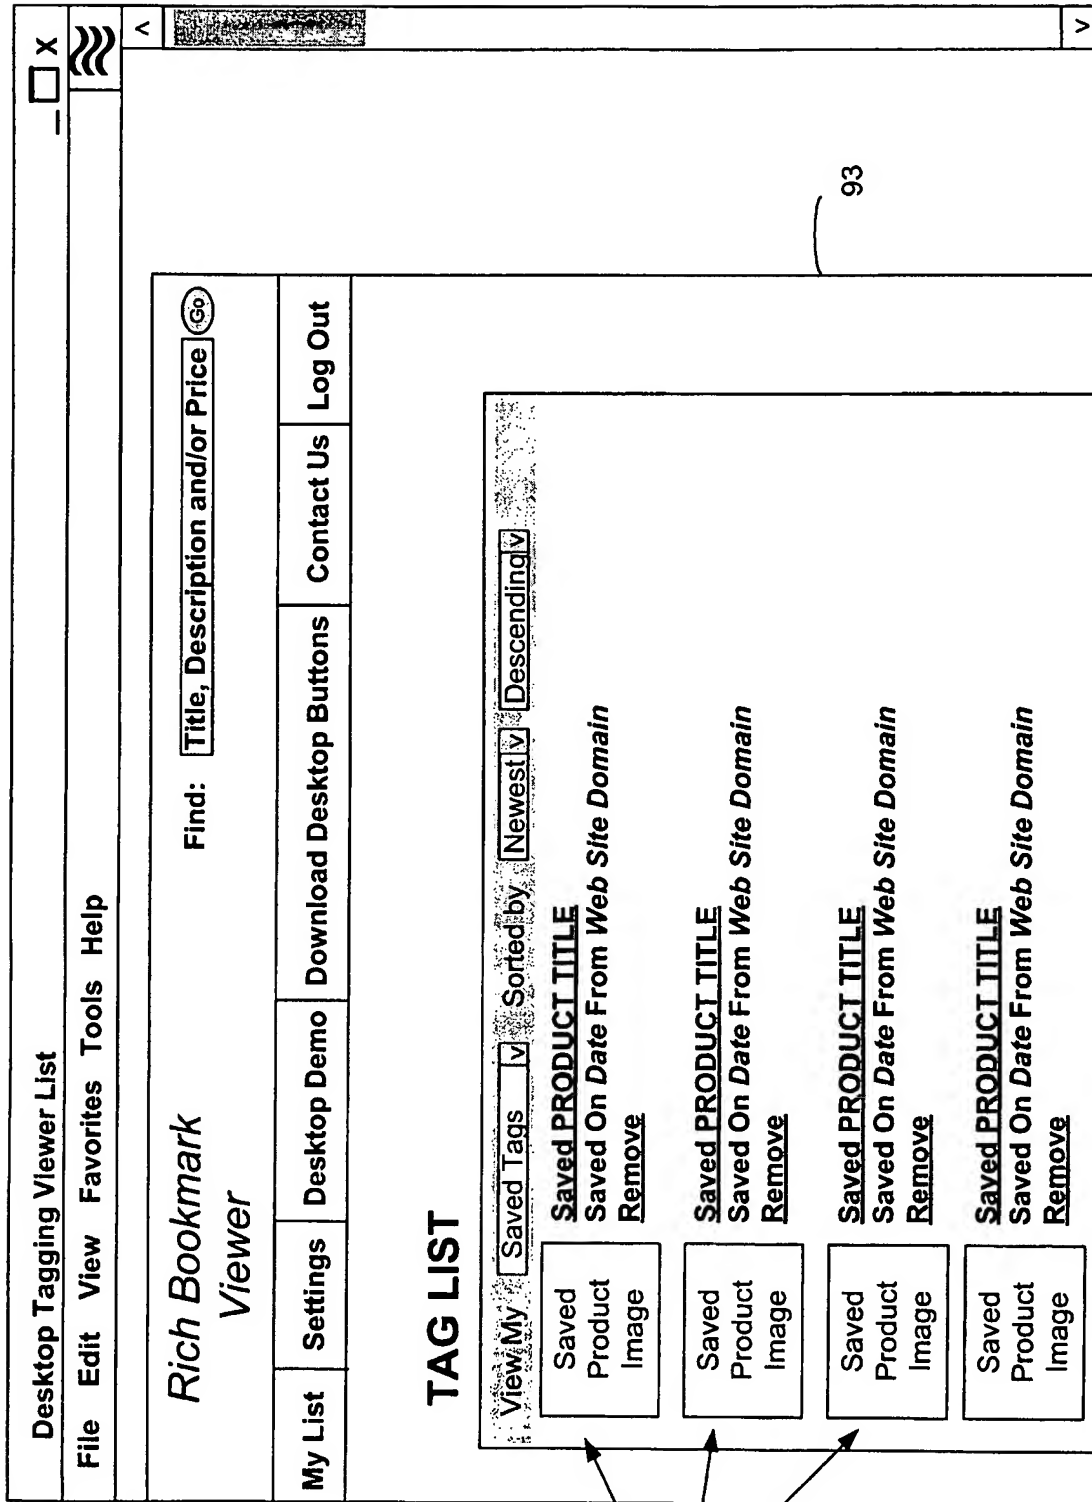 Desktop Tagging Viewer List _ X
File Edit View Favorites Tools Help
Rich Bookmark
Viewer
Find: Title, Description and/or Price Go
My List Settings Desktop Demo Download Desktop Buttons Contact Us Log Out
93
TAG LIST
View My Saved Tags v Sorted by Newest v Descending v
Saved
Product
Image
Saved PRODUCT TITLE
Saved On Date From Web Site Domain
Remove
Saved
Product
Image
Saved PRODUCT TITLE
Saved On Date From Web Site Domain
Remove
Saved
Product
Image
Saved PRODUCT TITLE
Saved On Date From Web Site Domain
Remove
Saved
Product
Image
Saved PRODUCT TITLE
Saved On Date From Web Site Domain
Remove